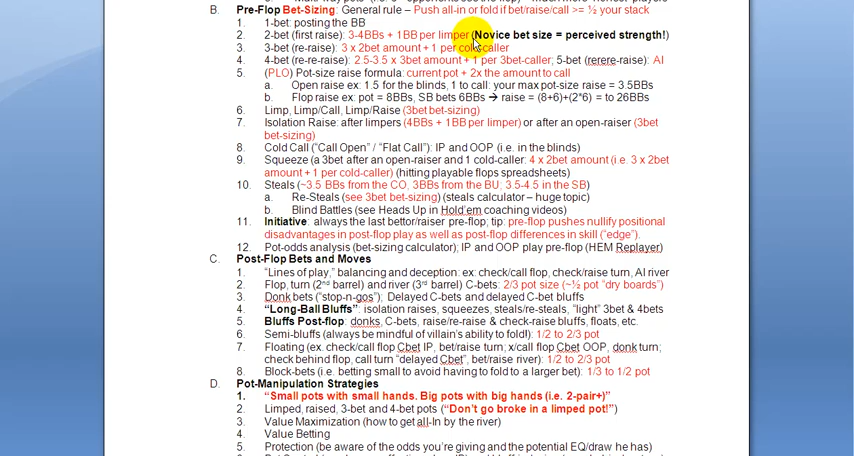 B. Pre-Flop Bet-Sizing: General rule – Push all-in or fold if bet/raise/call >= ½ your stack
1. 1-bet: posting the BB
2. 2-bet (first raise): 3-4BBs + 1BB per limper (Novice bet size = perceived strength!)
3. 3-bet (re-raise): 3 x 2bet amount + 1 per cold-caller
4. 4-bet (re-re-raise): 2.5-3.5 x 3bet amount + 1 per 3bet-caller; 5-bet (rerere-raise): AI
5. (PLO) Pot-size raise formula: current pot + 2x the amount to call
a. Open raise ex: 1.5 for the blinds, 1 to call: your max pot-size raise = 3.5BBs
b. Flop raise ex: pot = 8BBs, SB bets 6BBs → raise = (8+6)+(2*6) = to 26BBs
6. Limp, Limp/Call, Limp/Raise (3bet bet-sizing)
7. Isolation Raise: after limpers (4BBs + 1BB per limper) or after an open-raiser (3bet
bet-sizing)
8. Cold Call ("Call Open" / "Flat Call"): IP and OOP (i.e. in the blinds)
9. Squeeze (a 3bet after an open-raiser and 1 cold-caller: 4 x 2bet amount (i.e. 3 x 2bet
amount + 1 per cold-caller) (hitting playable flops spreadsheets)
10. Steals (~3.5 BBs from the CO, 3BBs from the BU; 3.5-4.5 in the SB)
a. Re-Steals (see 3bet bet-sizing) (steals calculator – huge topic)
b. Blind Battles (see Heads Up in Hold'em coaching videos)
11. Initiative: always the last bettor/raiser pre-flop; tip: pre-flop pushes nullify positional
disadvantages in post-flop play as well as post-flop differences in skill ("edge").
12. Pot-odds analysis (bet-sizing calculator); IP and OOP play pre-flop (HEM Replayer)
C. Post-Flop Bets and Moves
1. "Lines of play," balancing and deception: ex: check/call flop, check/raise turn, AI river
2. Flop, turn (2nd barrel) and river (3rd barrel) C-bets: 2/3 pot size (~½ pot "dry boards")
3. Donk bets ("stop-n-gos"); Delayed C-bets and delayed C-bet bluffs
4. "Long-Ball Bluffs": isolation raises, squeezes, steals/re-steals, "light" 3bet & 4bets
5. Bluffs Post-flop: donks, C-bets, raise/re-raise & check-raise bluffs, floats, etc.
6. Semi-bluffs (always be mindful of villain's ability to fold!): 1/2 to 2/3 pot
7. Floating (ex. check/call flop Cbet IP, bet/raise turn; x/call flop Cbet OOP, donk turn;
check behind flop, call turn "delayed Cbet", bet/raise river): 1/2 to 2/3 pot
8. Block-bets (i.e. betting small to avoid having to fold to a larger bet): 1/3 to 1/2 pot
D. Pot-Manipulation Strategies
1. "Small pots with small hands. Big pots with big hands (i.e. 2-pair+)"
2. Limped, raised, 3-bet and 4-bet pots ("Don't go broke in a limped pot!")
3. Value Maximization (how to get all-In by the river)
4. Value Betting
5. Protection (be aware of the odds you're giving and the potential EQ/draw he has)